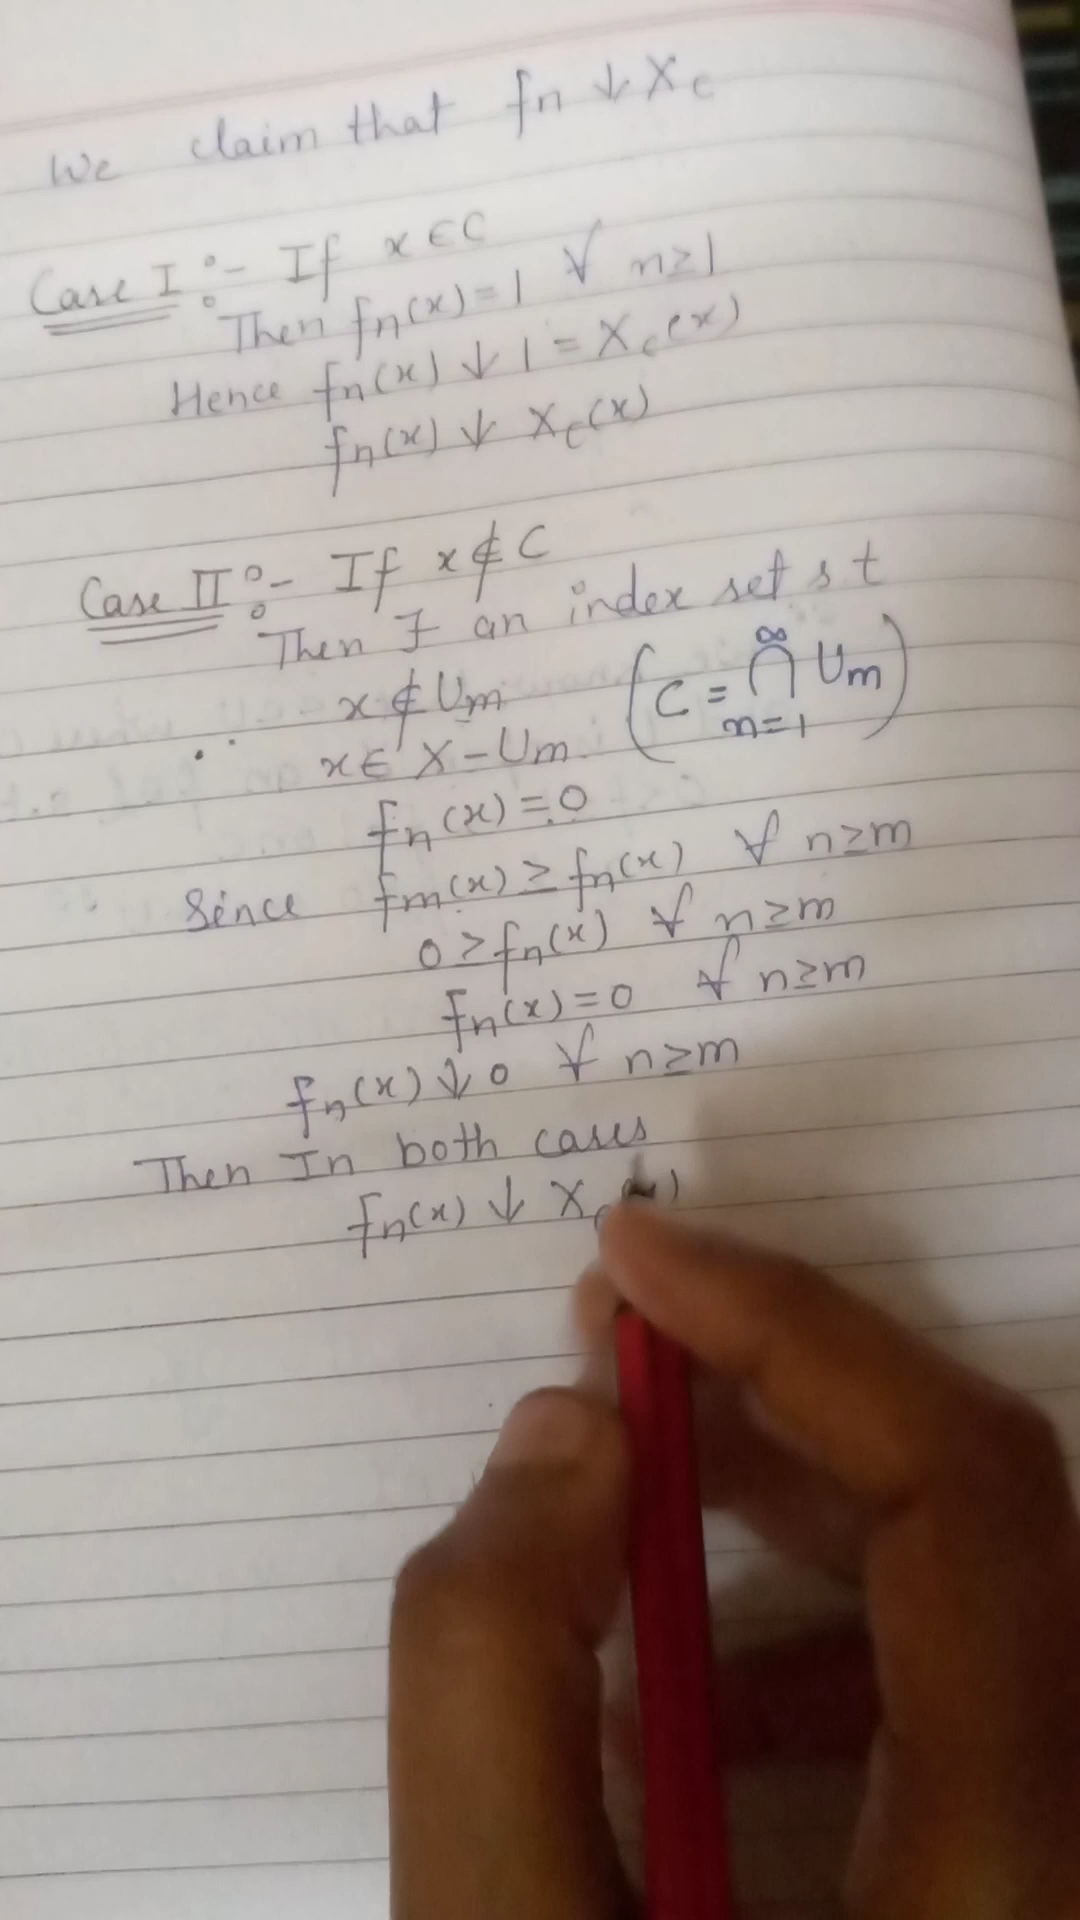 We claim that fn ↓ χc
Case I :- If x ∈ C
Then fn(x) = 1 ∀ n ≥ 1
Hence fn(x) ↓ 1 = χc(x)
fn(x) ↓ χc(x)
Case II :- If x ∉ C
Then ∃ an index set s t
x ∉ Um (C = ∞∩n=1 Um)
∴ x ∈ X - Um
fn(x) = 0
Since fm(x) ≥ fn(x) ∀ n ≥ m
0 ≥ fn(x) ∀ n ≥ m
fn(x) = 0 ∀ n ≥ m
fn(x) ↓ 0 ∀ n ≥ m
Then In both cases
fn(x) ↓ χ